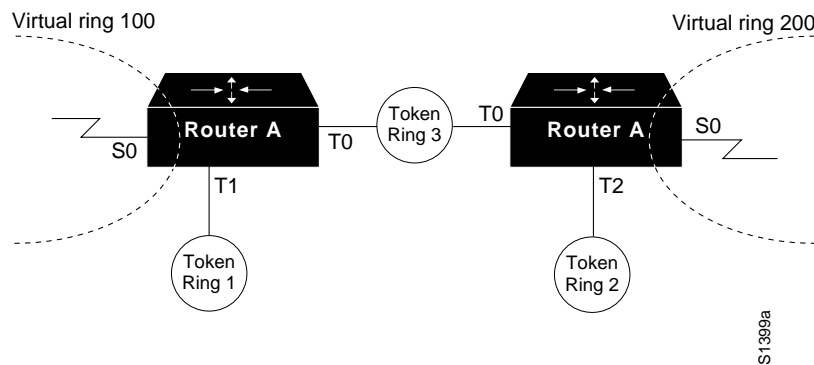 Virtual ring 100
Virtual ring 200
Router A
S0
T0
T1
Token
Ring 3
T0
Router A
S0
T2
Token
Ring 1
Token
Ring 2
S1399a